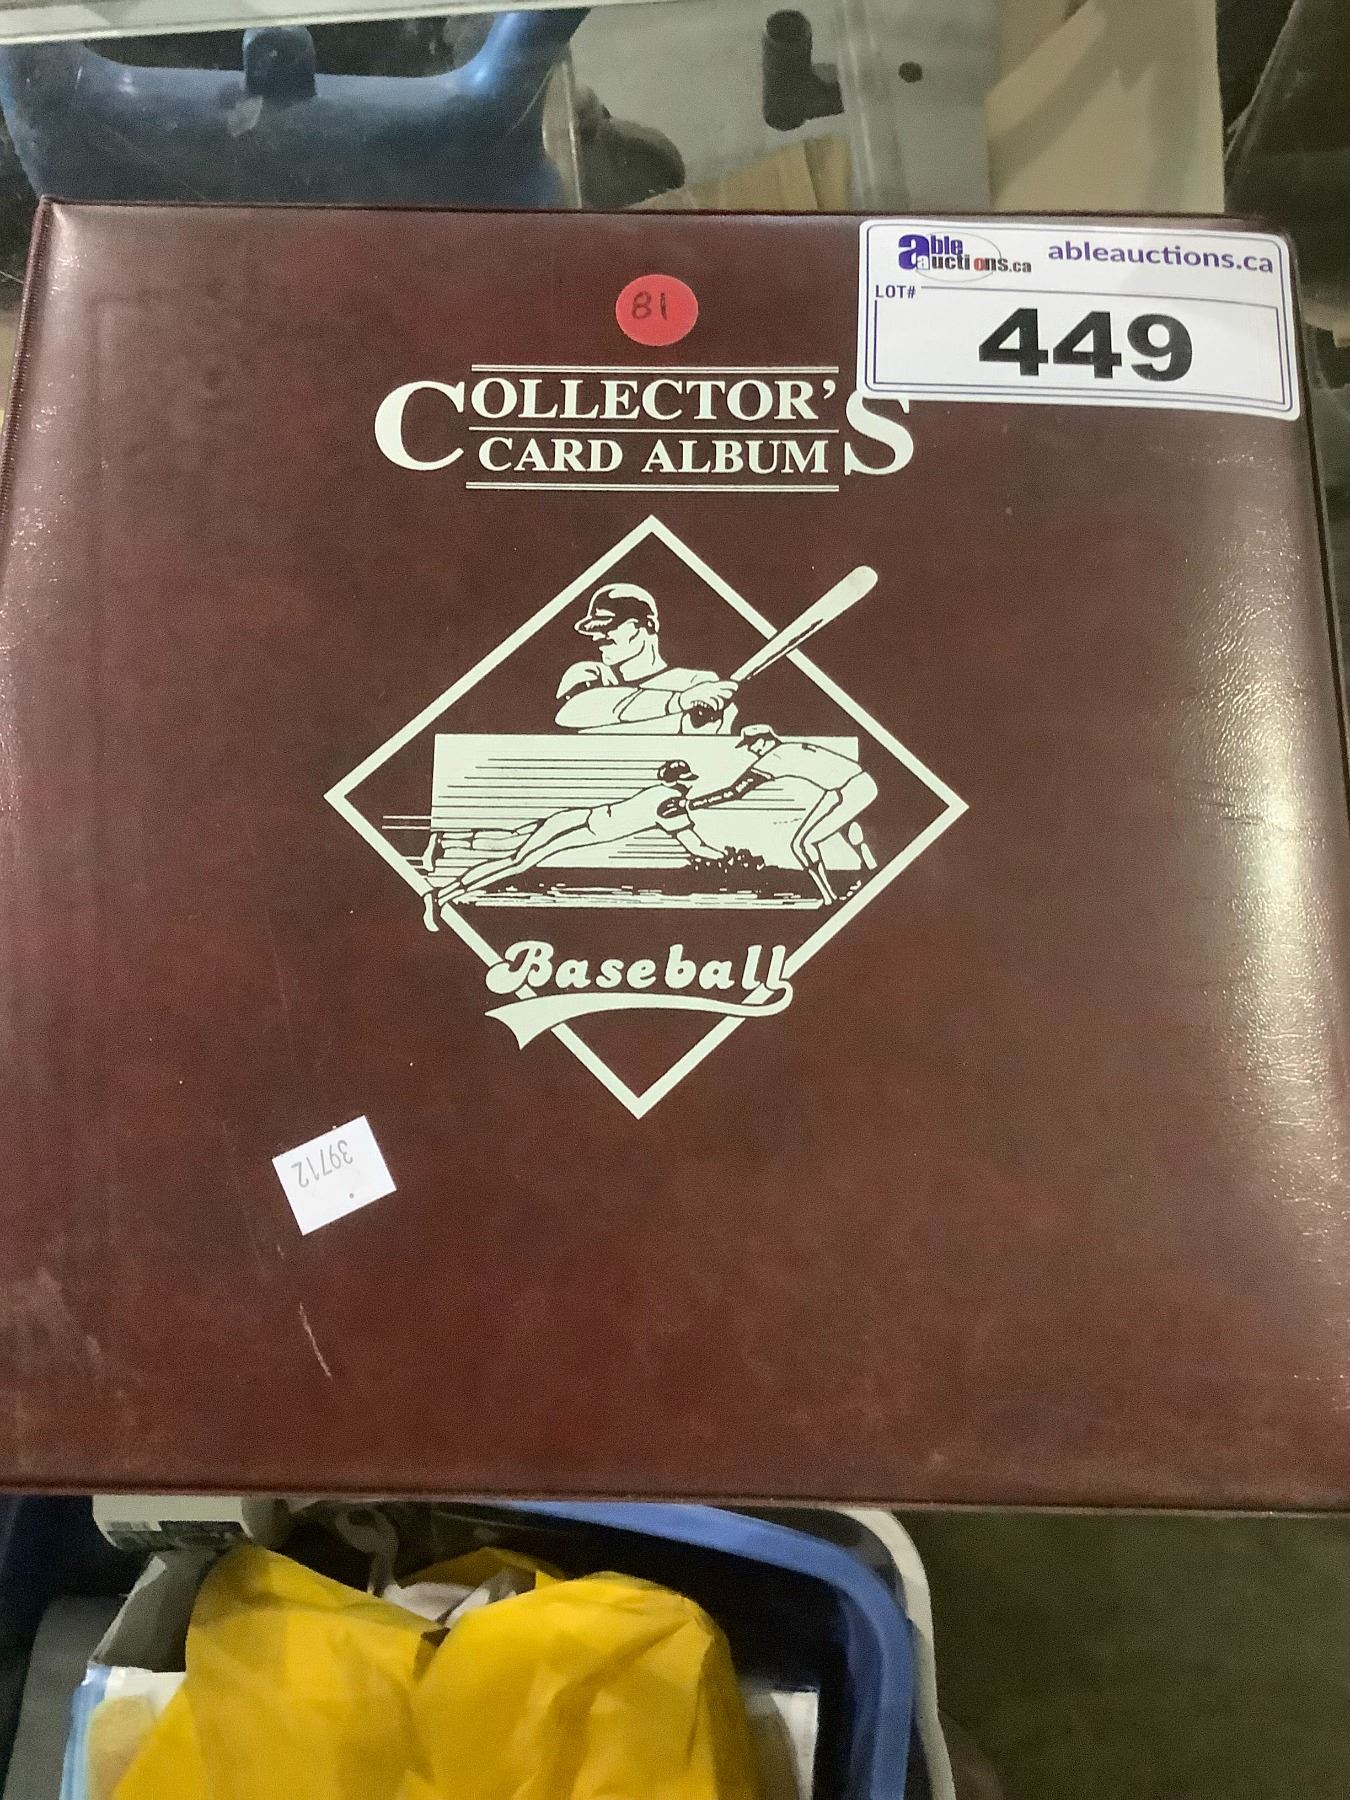 able auctions.ca
ableauctions.ca
LOT#
449
81
COLLECTOR'S
CARD ALBUM
Baseball
39712